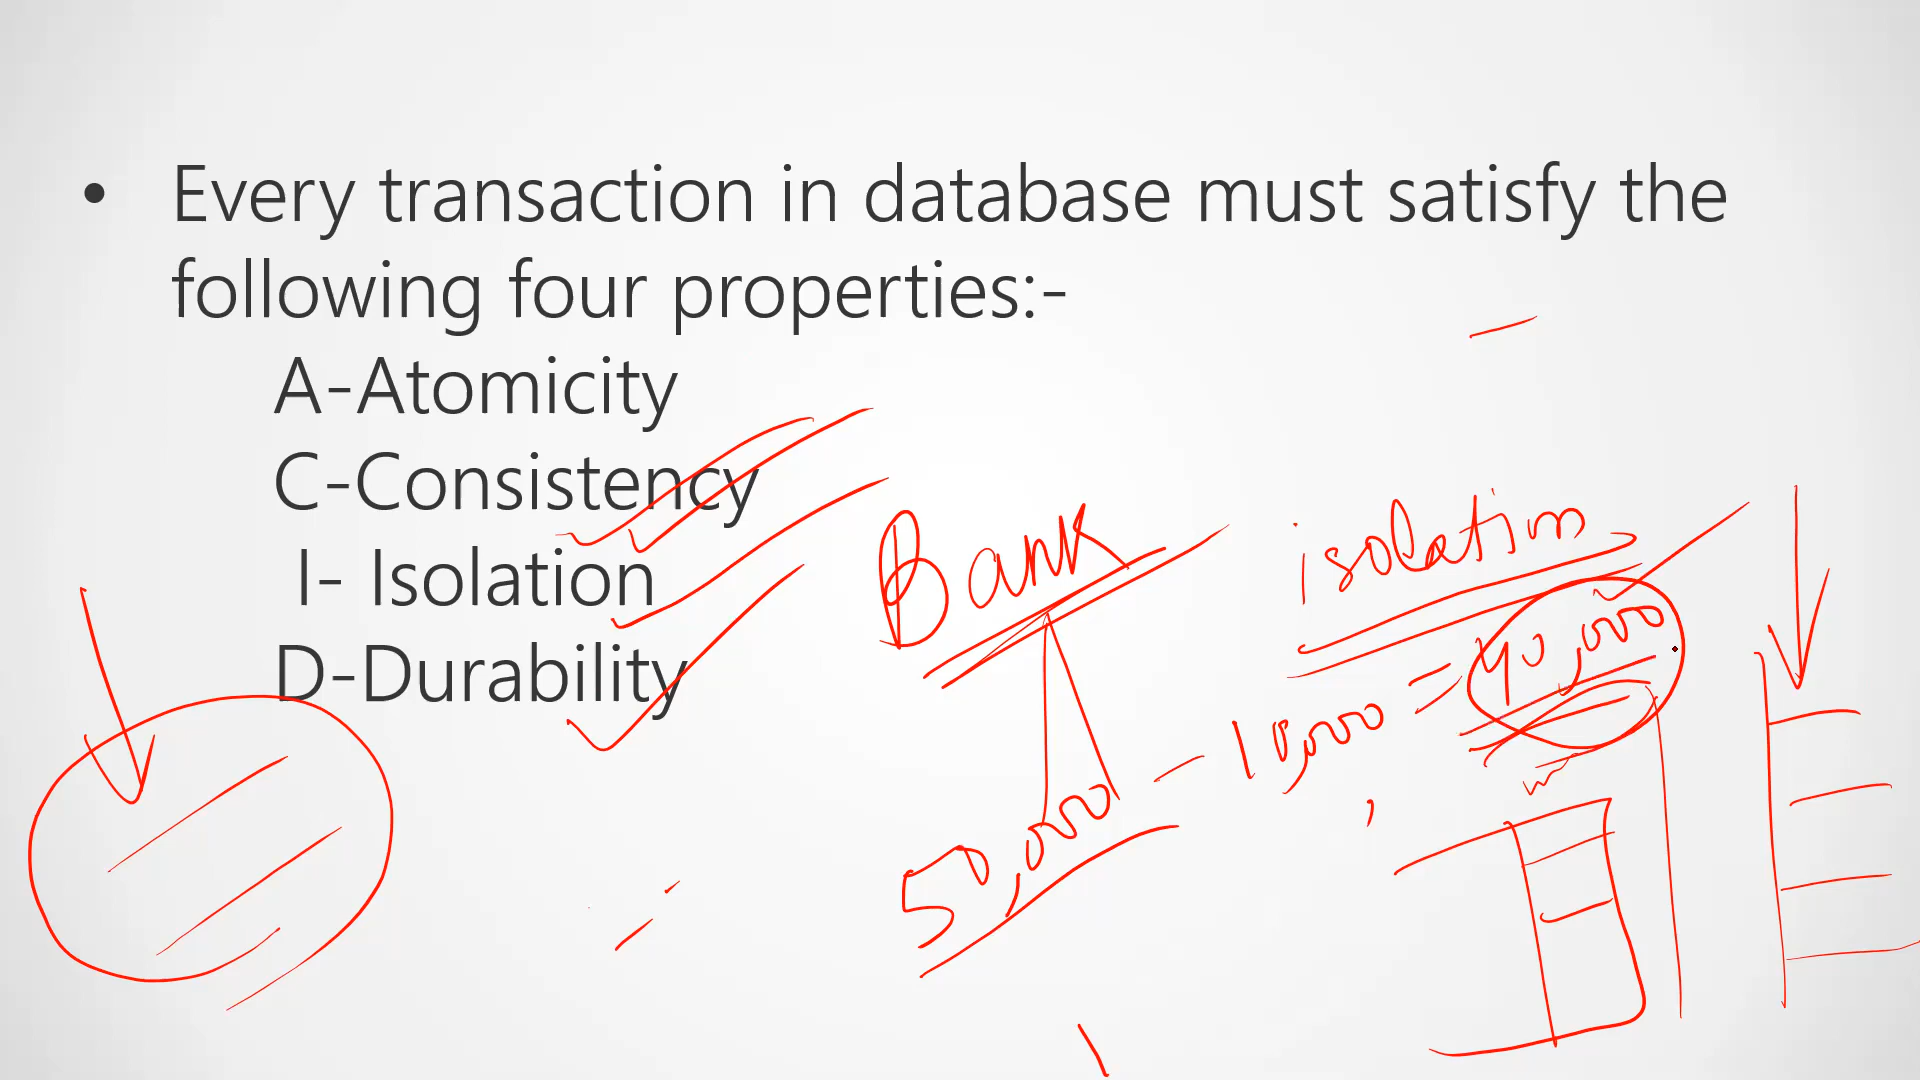 • Every transaction in database must satisfy the
following four properties:-
A-Atomicity
C-Consistency
I- Isolation
D-Durability
Bank
isolation
50,000 - 10,000 = 40,000